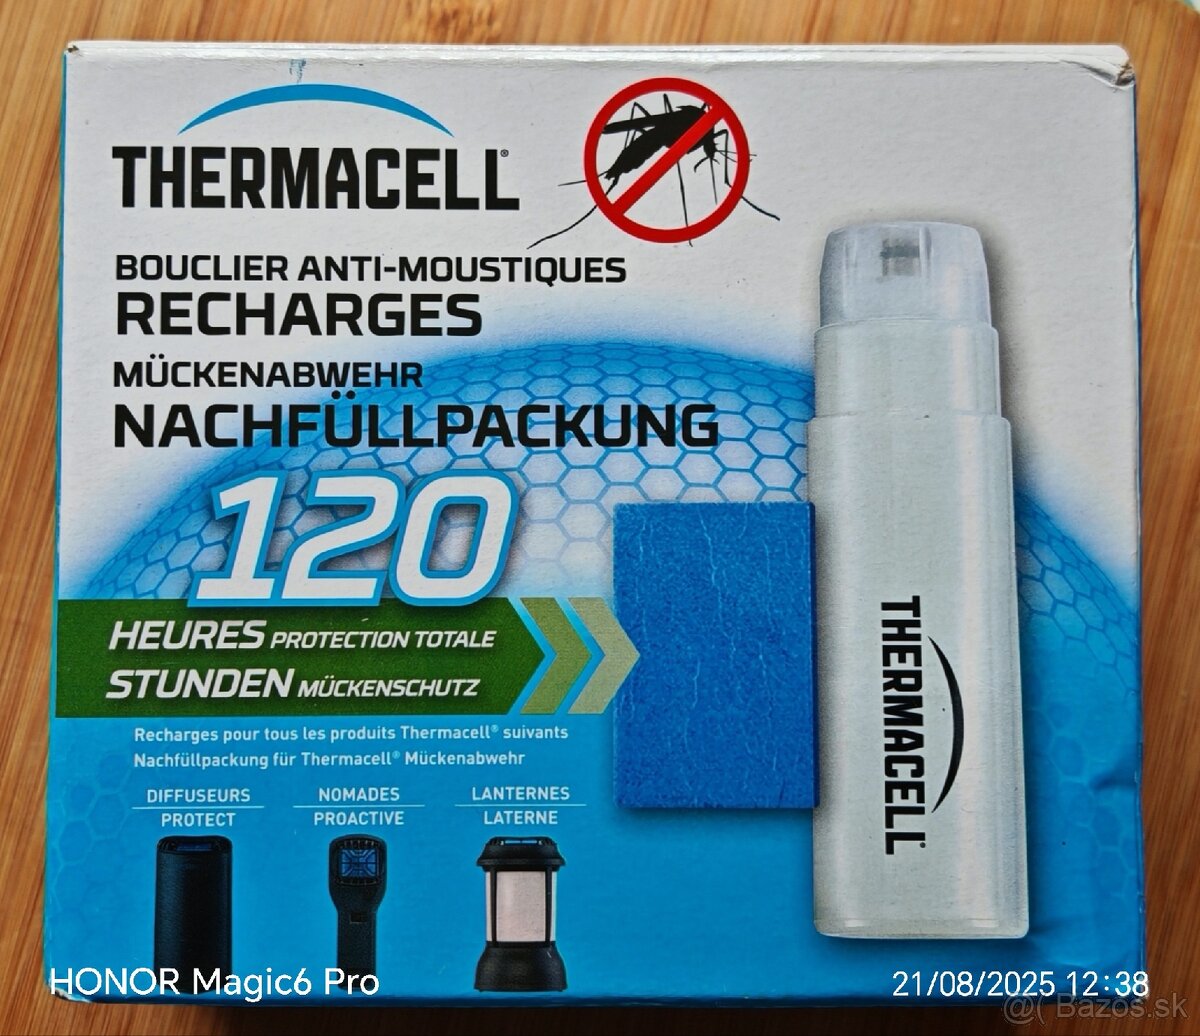 THERMACELL®
BOUCLIER ANTI-MOUSTIQUES
RECHARGES
MÜCKENABWEHR
NACHFÜLLPACKUNG
120
HEURES PROTECTION TOTALE
STUNDEN MÜCKENSCHUTZ
Recharges pour tous les produits Thermacell® suivants
Nachfüllpackung für Thermacell® Mückenabwehr
DIFFUSEURS
PROTECT
NOMADES
PROACTIVE
LANTERNES
LATERNE
THERMACELL®
HONOR Magic6 Pro
21/08/2025 12:38
@( Bazos.sk